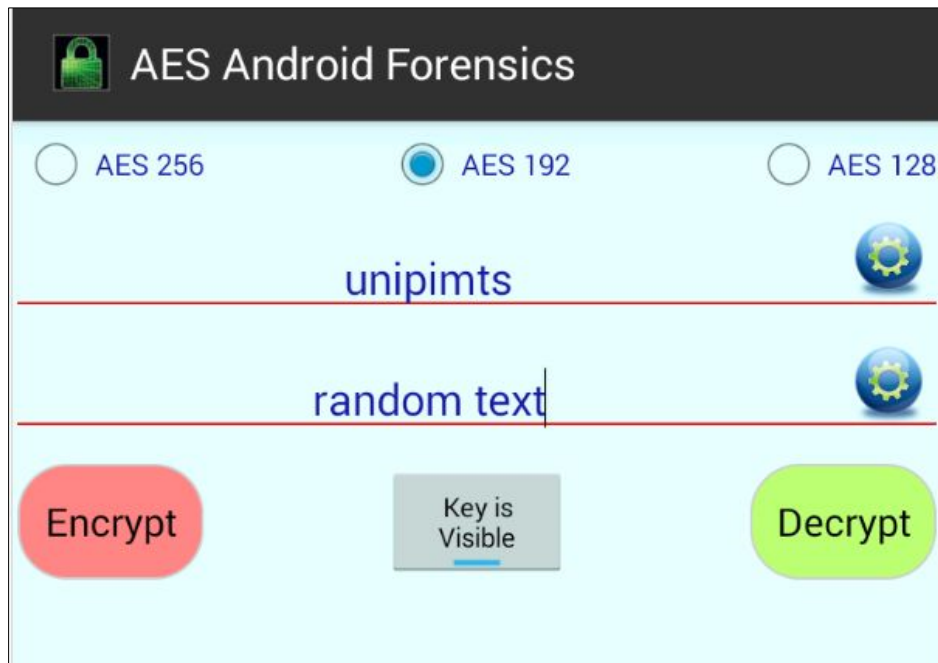 AES Android Forensics
AES 256 AES 192 AES 128
unipimts
random text
Encrypt Key is Visible Decrypt